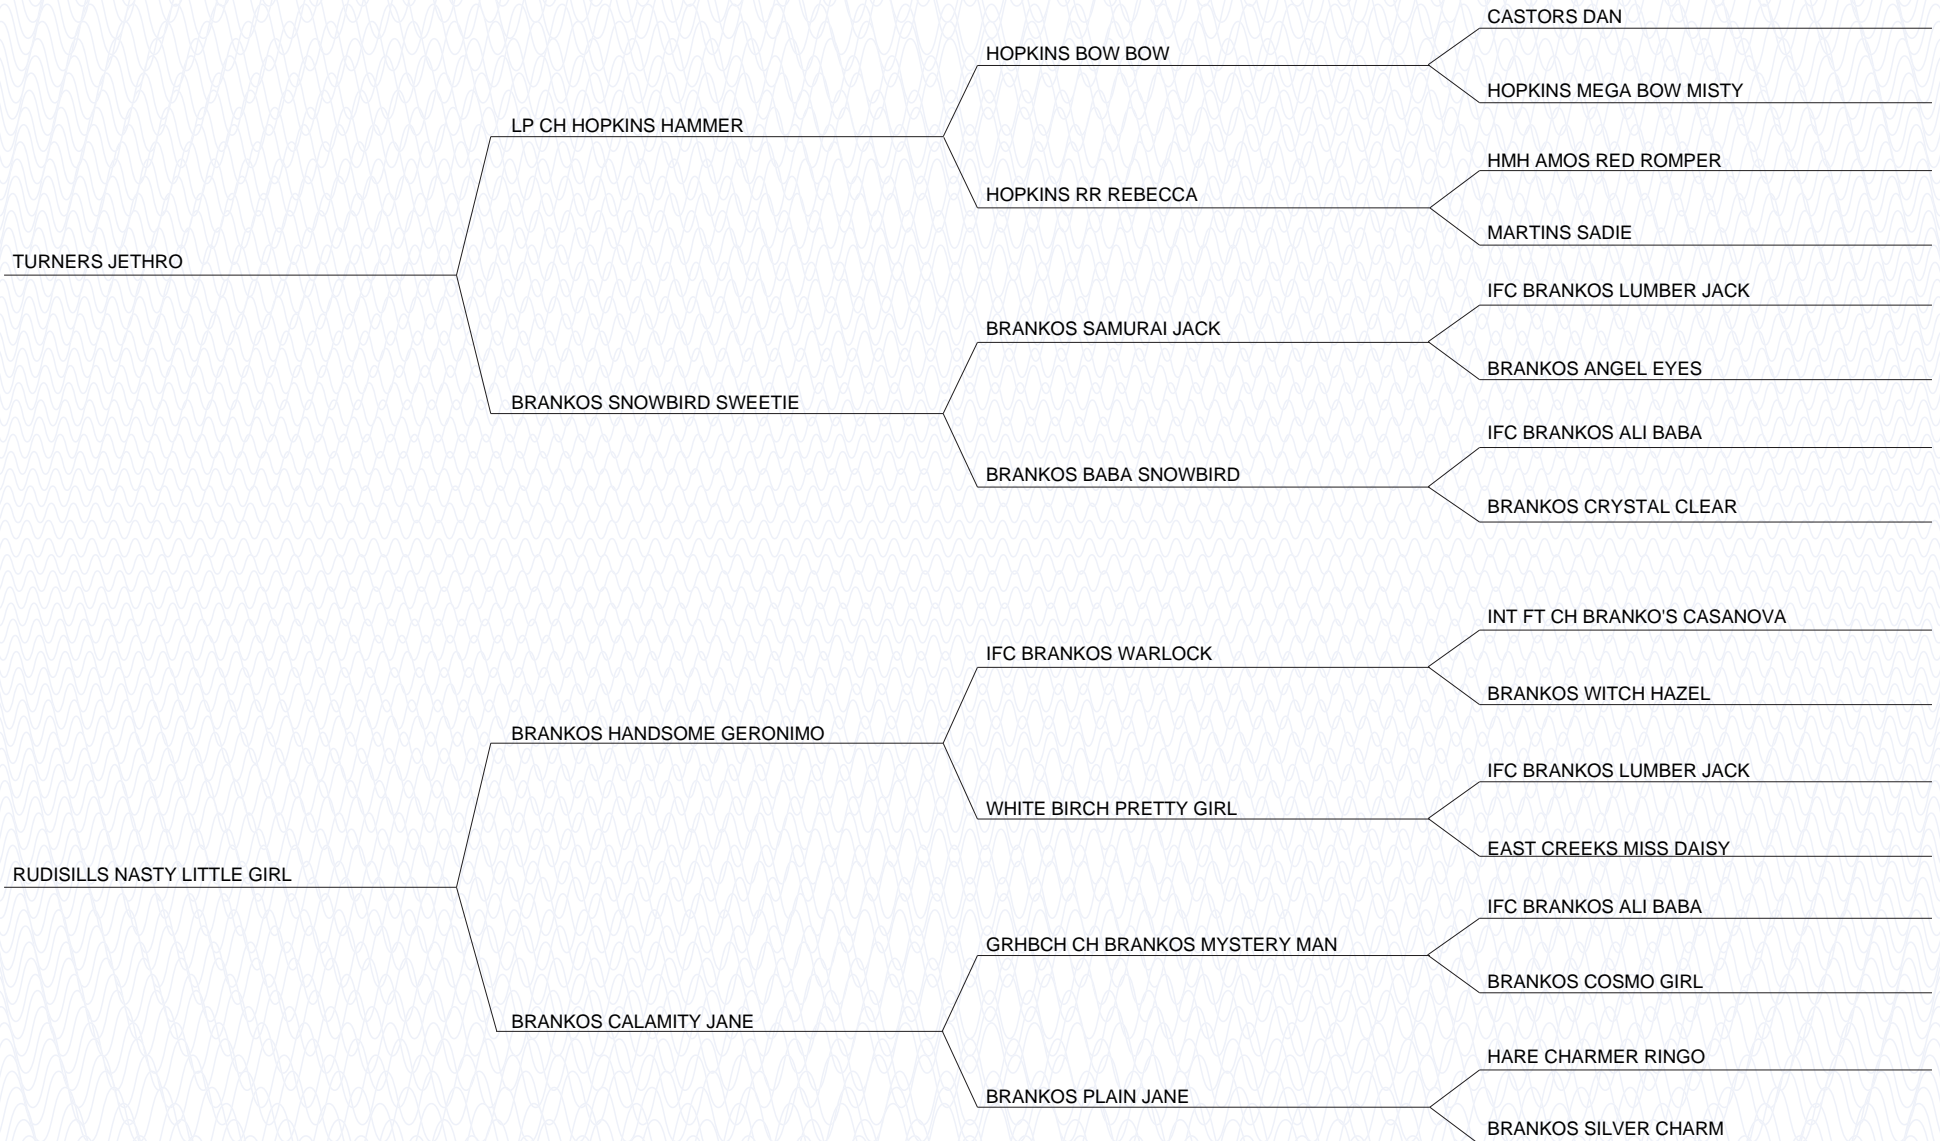 CASTORS DAN
HOPKINS BOW BOW
HOPKINS MEGA BOW MISTY
LP CH HOPKINS HAMMER
HMH AMOS RED ROMPER
HOPKINS RR REBECCA
MARTINS SADIE
TURNERS JETHRO
IFC BRANKOS LUMBER JACK
BRANKOS SAMURAI JACK
BRANKOS ANGEL EYES
BRANKOS SNOWBIRD SWEETIE
IFC BRANKOS ALI BABA
BRANKOS BABA SNOWBIRD
BRANKOS CRYSTAL CLEAR
INT FT CH BRANKO'S CASANOVA
IFC BRANKOS WARLOCK
BRANKOS WITCH HAZEL
BRANKOS HANDSOME GERONIMO
IFC BRANKOS LUMBER JACK
WHITE BIRCH PRETTY GIRL
EAST CREEKS MISS DAISY
RUDISILLS NASTY LITTLE GIRL
IFC BRANKOS ALI BABA
GRHBCH CH BRANKOS MYSTERY MAN
BRANKOS COSMO GIRL
BRANKOS CALAMITY JANE
HARE CHARMER RINGO
BRANKOS PLAIN JANE
BRANKOS SILVER CHARM